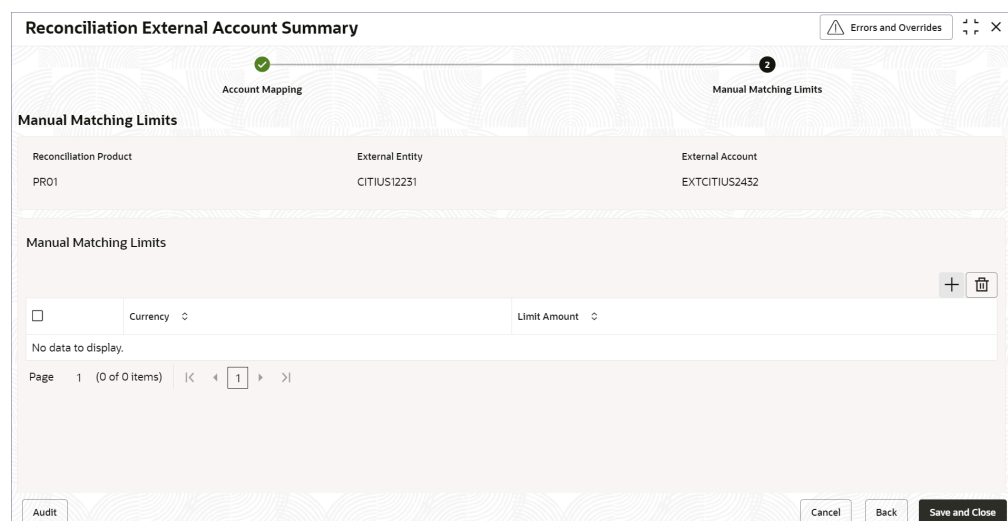 Reconciliation External Account Summary
Errors and Overrides
2
Account Mapping
Manual Matching Limits
Manual Matching Limits
Reconciliation Product
External Entity
External Account
PR01
CITIUS12231
EXTCITIUS2432
Manual Matching Limits
Currency
Limit Amount
No data to display.
Page 1 (0 of 0 items) 1
Audit
Cancel
Back
Save and Close